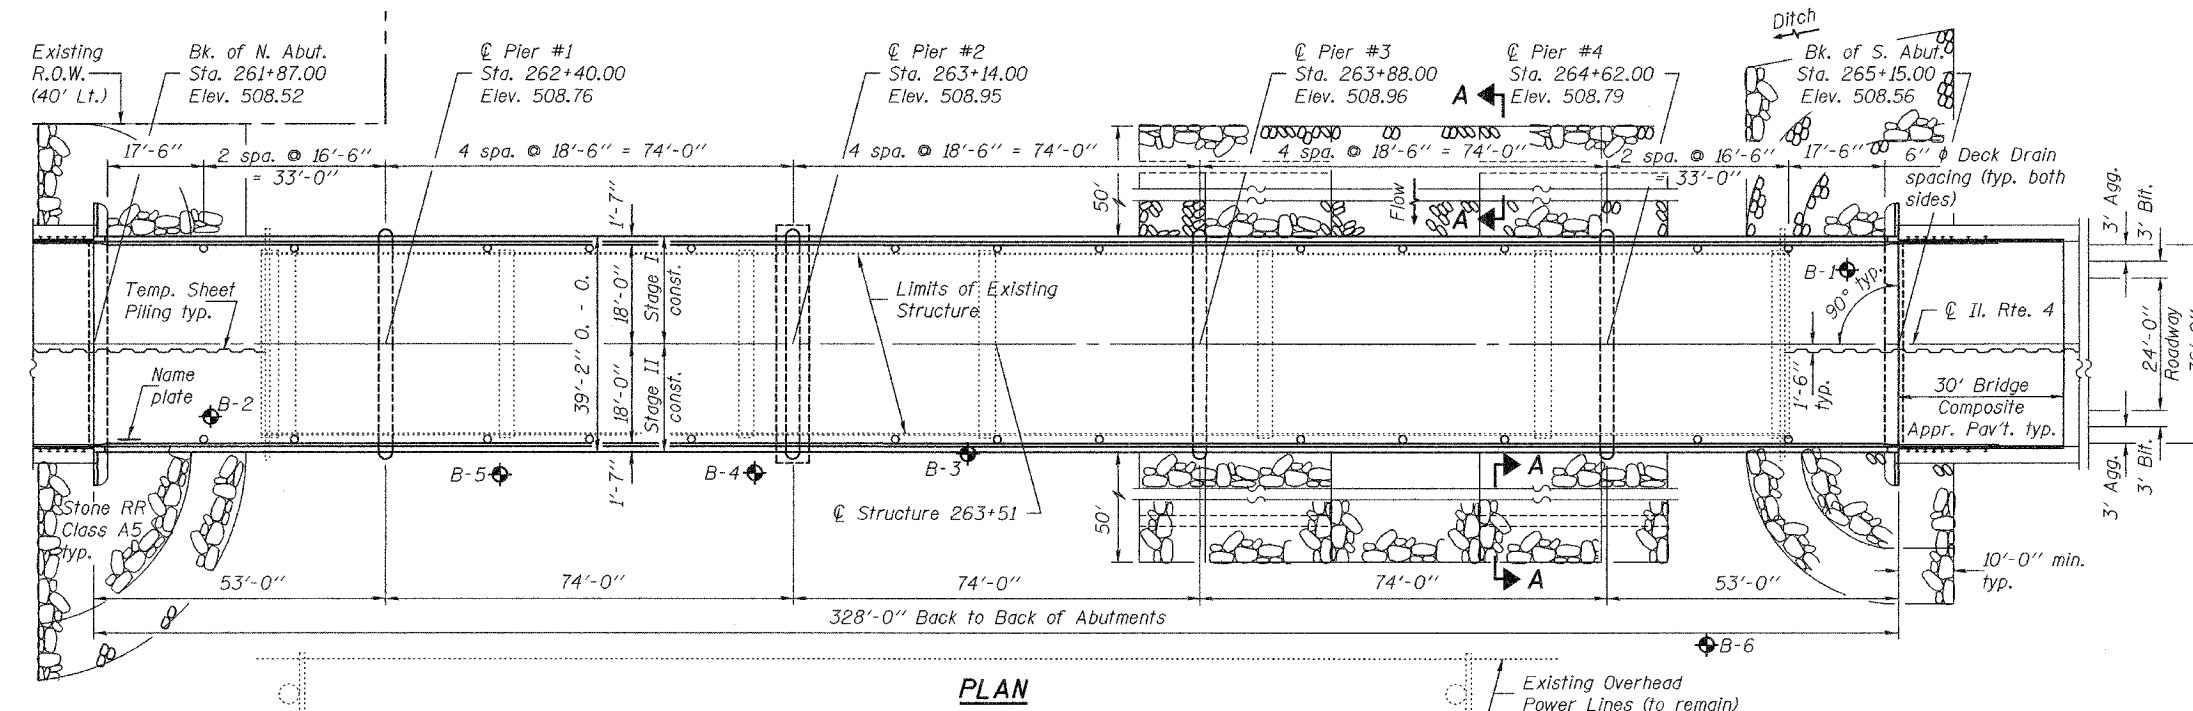 Ditch
Existing
R.O.W.
(40' Lt.)
Bk. of N. Abut.
Sta. 261+87.00
Elev. 508.52
℄ Pier #1
Sta. 262+40.00
Elev. 508.76
℄ Pier #2
Sta. 263+14.00
Elev. 508.95
℄ Pier #3
Sta. 263+88.00
Elev. 508.96
℄ Pier #4
Sta. 264+62.00
Elev. 508.79
Bk. of S. Abut.
Sta. 265+15.00
Elev. 508.56
A
A
17'-6"
2 spa. @ 16'-6"
= 33'-0"
4 spa. @ 18'-6" = 74'-0"
4 spa. @ 18'-6" = 74'-0"
4 spa. @ 18'-6" = 74'-0"
2 spa. @ 16'-6"
= 33'-0"
17'-6"
6" ϕ Deck Drain
spacing (typ. both
sides)
50'
Flow
1'-7"
3' Agg.
3' Bit.
Temp. Sheet
Piling typ.
Name
plate
B-2
39'-2" O. - O.
18'-0"
Stage I
const.
18'-0"
Stage II
const.
Limits of Existing
Structure
B-1
90° typ.
℄ Il. Rte. 4
1'-6"
typ.
30' Bridge
Composite
Appr. Pav't. typ.
24'-0"
Roadway
3' Agg.
3' Bit.
B-5
B-4
B-3
1'-7"
℄ Structure 263+51
50'
A
A
Stone RR
Class A5
typ.
10'-0" min.
typ.
53'-0"
74'-0"
74'-0"
74'-0"
53'-0"
328'-0" Back to Back of Abutments
B-6
PLAN
Existing Overhead
Power Lines (to remain)